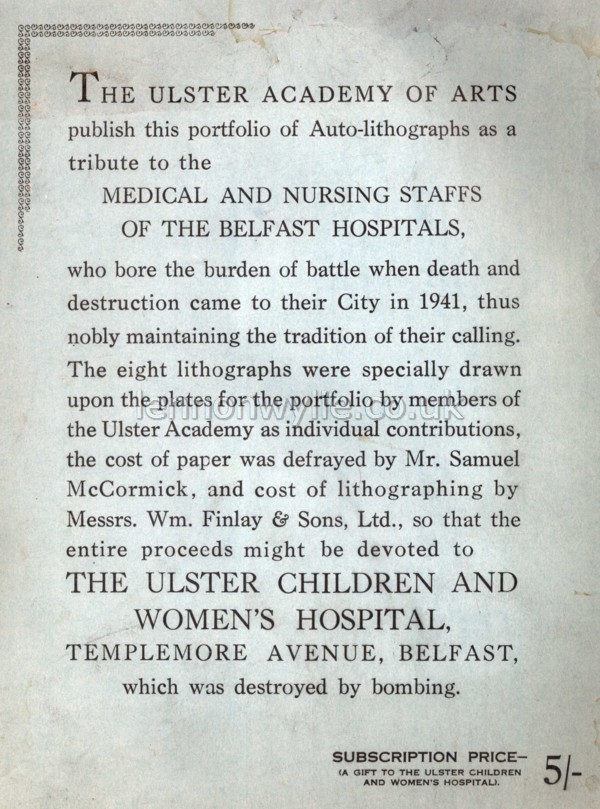 THE ULSTER ACADEMY OF ARTS
publish this portfolio of Auto-lithographs as a
tribute to the
MEDICAL AND NURSING STAFFS
OF THE BELFAST HOSPITALS,
who bore the burden of battle when death and
destruction came to their City in 1941, thus
nobly maintaining the tradition of their calling.
The eight lithographs were specially drawn
upon the plates for the portfolio by members of
lennonwylie.co.uk
the Ulster Academy as individual contributions,
the cost of paper was defrayed by Mr. Samuel
McCormick, and cost of lithographing by
Messrs. Wm. Finlay & Sons, Ltd., so that the
entire proceeds might be devoted to
THE ULSTER CHILDREN AND
WOMEN'S HOSPITAL,
TEMPLEMORE AVENUE, BELFAST,
which was destroyed by bombing.
SUBSCRIPTION PRICE— 5/-
(A GIFT TO THE ULSTER CHILDREN
AND WOMEN'S HOSPITAL).